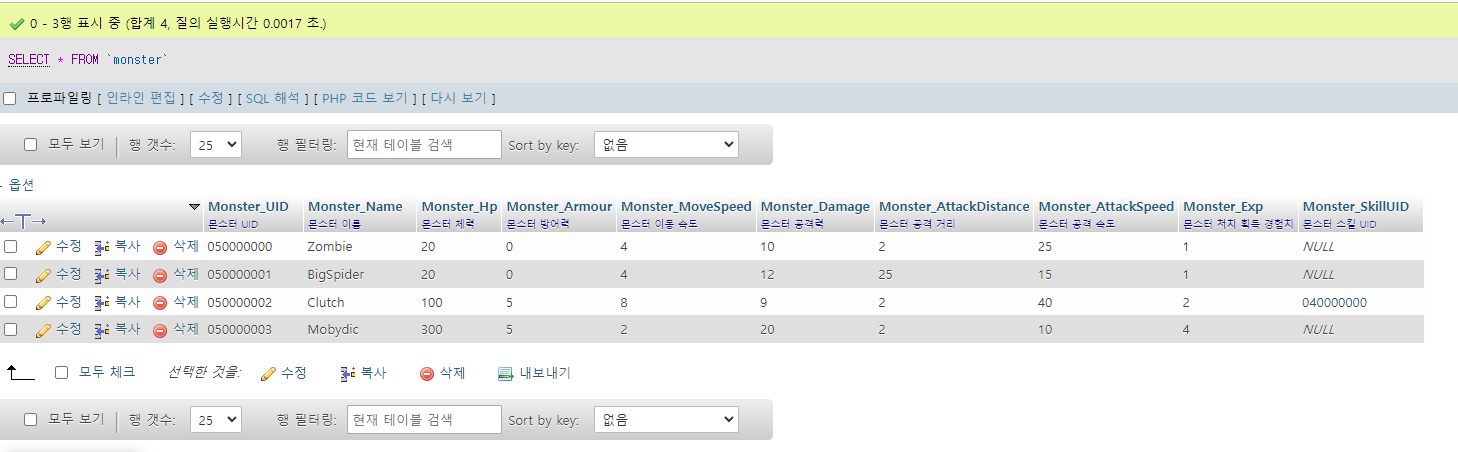 0 - 3행 표시 중 (합계 4, 질의 실행시간 0.0017 초.)
SELECT * FROM `monster`
프로파일링 [ 인라인 편집 ] [ 수정 ] [ SQL 해석 ] [ PHP 코드 보기 ] [ 다시 보기 ]
모두 보기 행 갯수: 25 행 필터링: 현재 테이블 검색 Sort by key: 없음
+ 옵션
←T→ Monster_UID Monster_Name Monster_Hp Monster_Armour Monster_MoveSpeed Monster_Damage Monster_AttackDistance Monster_AttackSpeed Monster_Exp Monster_SkillUID
몬스터 UID 몬스터 이름 몬스터 체력 몬스터 방어력 몬스터 이동 속도 몬스터 공격력 몬스터 공격 거리 몬스터 공격 속도 몬스터 처치 획득 경험치 몬스터 스킬 UID
수정 복사 삭제 050000000 Zombie 20 0 4 10 2 25 1 NULL
수정 복사 삭제 050000001 BigSpider 20 0 4 12 25 15 1 NULL
수정 복사 삭제 050000002 Clutch 100 5 8 9 2 40 2 040000000
수정 복사 삭제 050000003 Mobydic 300 5 2 20 2 10 4 NULL
모두 체크 선택한 것을: 수정 복사 삭제 내보내기
모두 보기 행 갯수: 25 행 필터링: 현재 테이블 검색 Sort by key: 없음